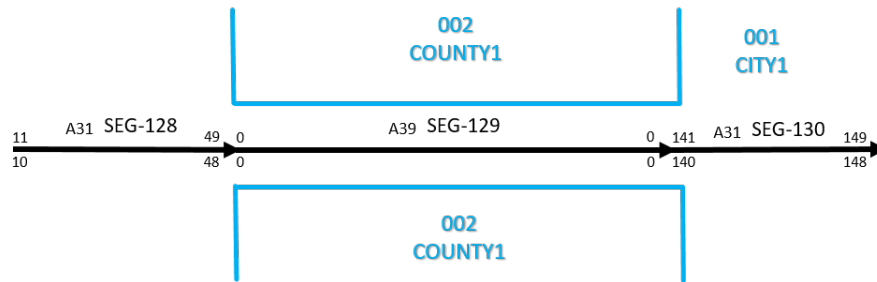 002
COUNTY1
001
CITY1
11 A31 SEG-128 49 0 A39 SEG-129 0 141 A31 SEG-130 149
10 48 0 0 140 148
002
COUNTY1